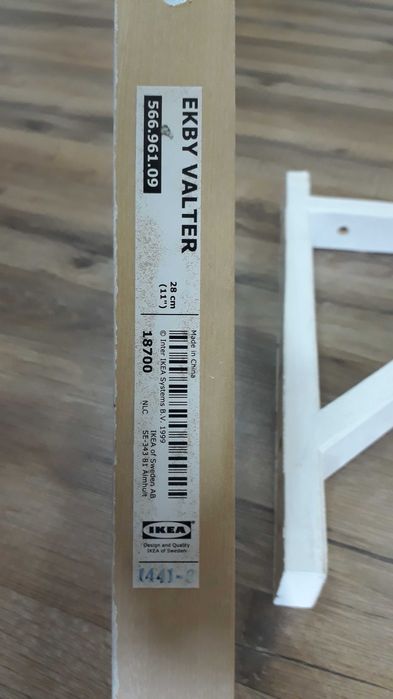 EKBY VALTER
566.961.09
28 cm
(11")
Made in China
© Inter IKEA Systems B.V. 1999
18700
NLC
IKEA of Sweden AB,
SE-343 81 Älmhult
IKEA
Design and Quality
IKEA of Sweden